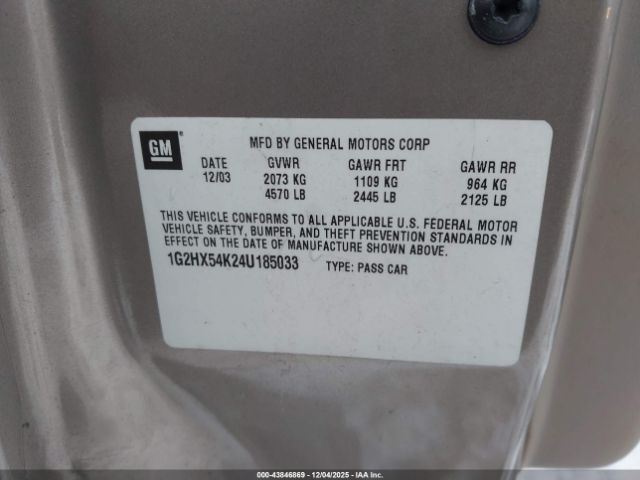 GM
MFD BY GENERAL MOTORS CORP
DATE GVWR GAWR FRT GAWR RR
12/03 2073 KG 1109 KG 964 KG
4570 LB 2445 LB 2125 LB
THIS VEHICLE CONFORMS TO ALL APPLICABLE U.S. FEDERAL MOTOR
VEHICLE SAFETY, BUMPER, AND THEFT PREVENTION STANDARDS IN
EFFECT ON THE DATE OF MANUFACTURE SHOWN ABOVE.
1G2HX54K24U185033 TYPE: PASS CAR
000-43846869 - 12/04/2025 - IAA, Inc.